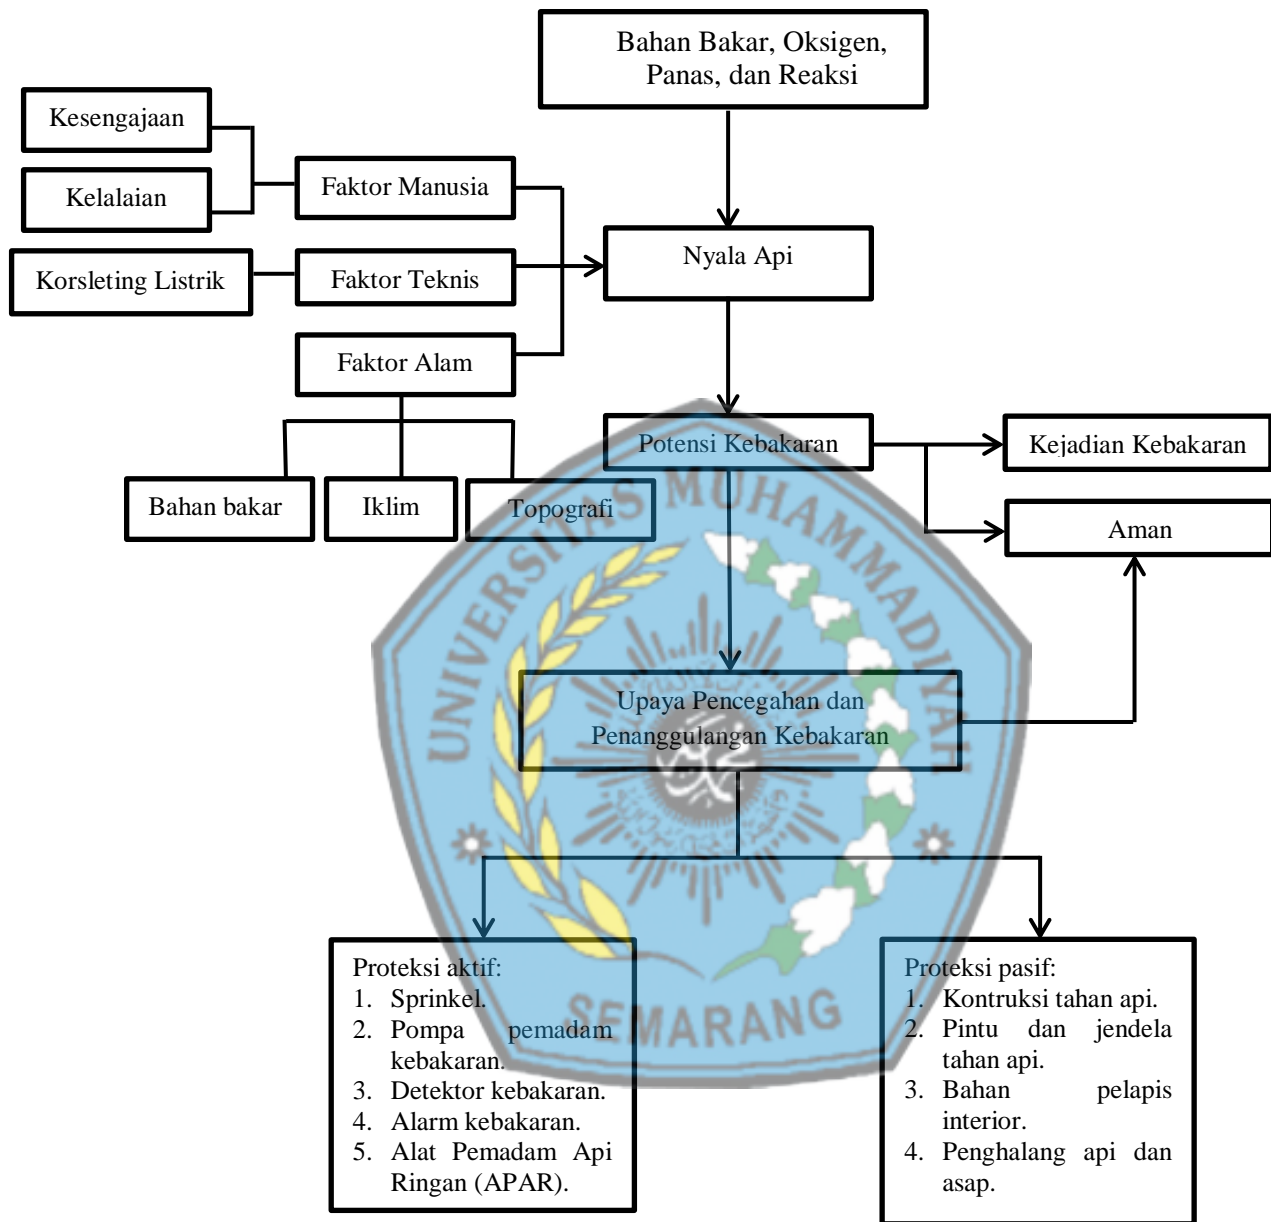 Bahan Bakar, Oksigen,
Panas, dan Reaksi
Kesengajaan
Kelalaian
Faktor Manusia
Korsleting Listrik
Faktor Teknis
Nyala Api
Faktor Alam
Bahan bakar
Iklim
Topografi
Potensi Kebakaran
Kejadian Kebakaran
Aman
UNIVERSITAS MUHAMMADIYAH
Upaya Pencegahan dan
Penanggulangan Kebakaran
SEMARANG
Proteksi aktif:
1. Sprinkel.
2. Pompa pemadam
kebakaran.
3. Detektor kebakaran.
4. Alarm kebakaran.
5. Alat Pemadam Api
Ringan (APAR).
Proteksi pasif:
1. Kontruksi tahan api.
2. Pintu dan jendela
tahan api.
3. Bahan pelapis
interior.
4. Penghalang api dan
asap.